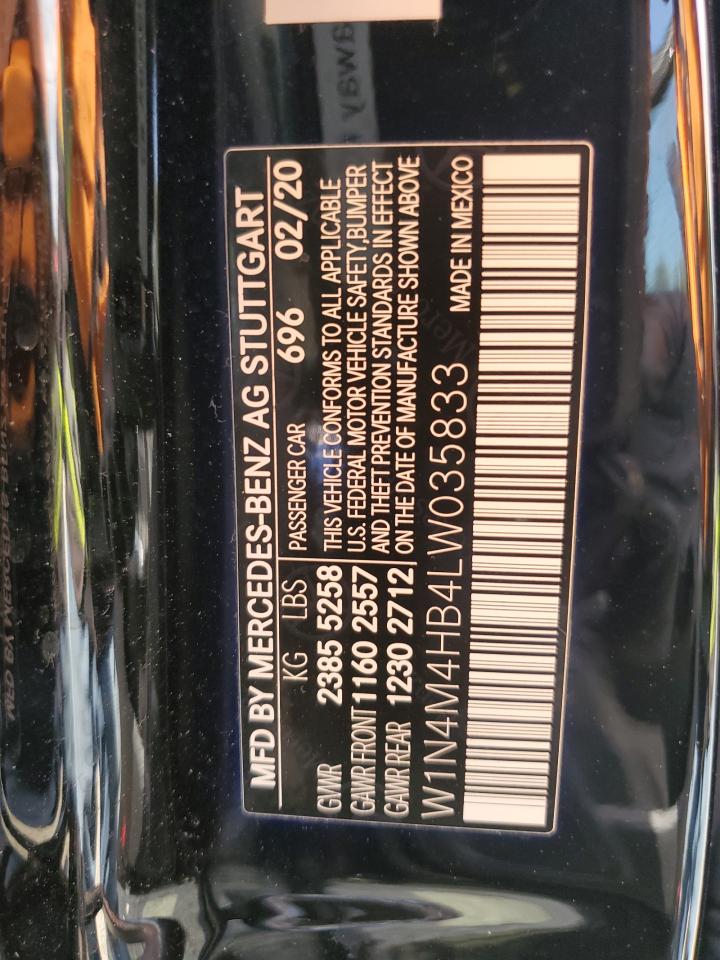 MFD BY MERCEDES-BENZ AG STUTTGART
KG LBS PASSENGER CAR 696 02/20
GVWR 2385 5258
GAWR FRONT 1160 2557
GAWR REAR 1230 2712
THIS VEHICLE CONFORMS TO ALL APPLICABLE
U.S. FEDERAL MOTOR VEHICLE SAFETY,BUMPER
AND THEFT PREVENTION STANDARDS IN EFFECT
ON THE DATE OF MANUFACTURE SHOWN ABOVE
W1N4M4HB4LW035833 MADE IN MEXICO